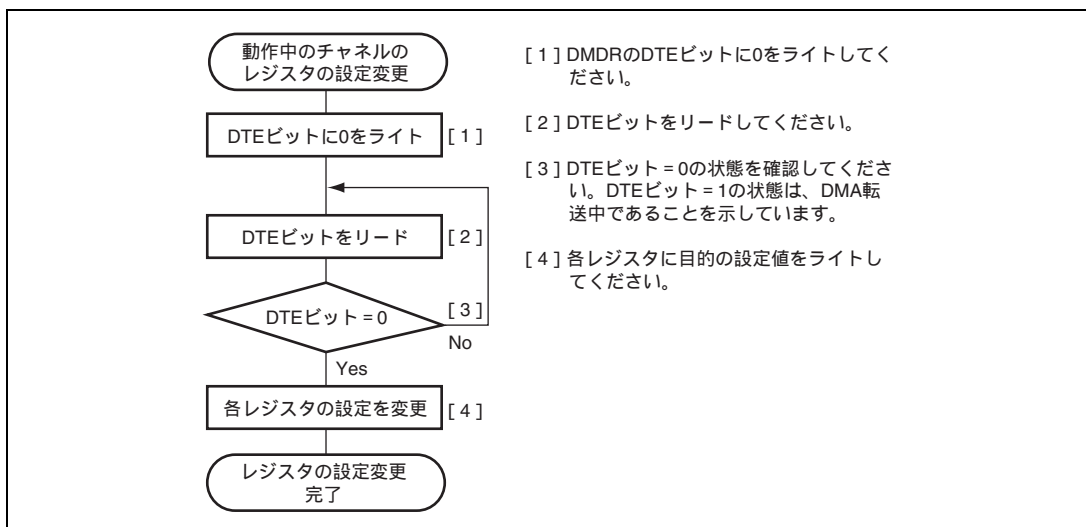 動作中のチャネルの
レジスタの設定変更
DTEビットに0をライト [ 1 ]
DTEビットをリード [ 2 ]
DTEビット = 0 [ 3 ]
No
Yes
各レジスタの設定を変更 [ 4 ]
レジスタの設定変更
完了
[ 1 ] DMDRのDTEビットに0をライトしてく
ださい。
[ 2 ] DTEビットをリードしてください。
[ 3 ] DTEビット = 0の状態を確認してくださ
い。DTEビット = 1の状態は、DMA転
送中であることを示しています。
[ 4 ] 各レジスタに目的の設定値をライトし
てください。